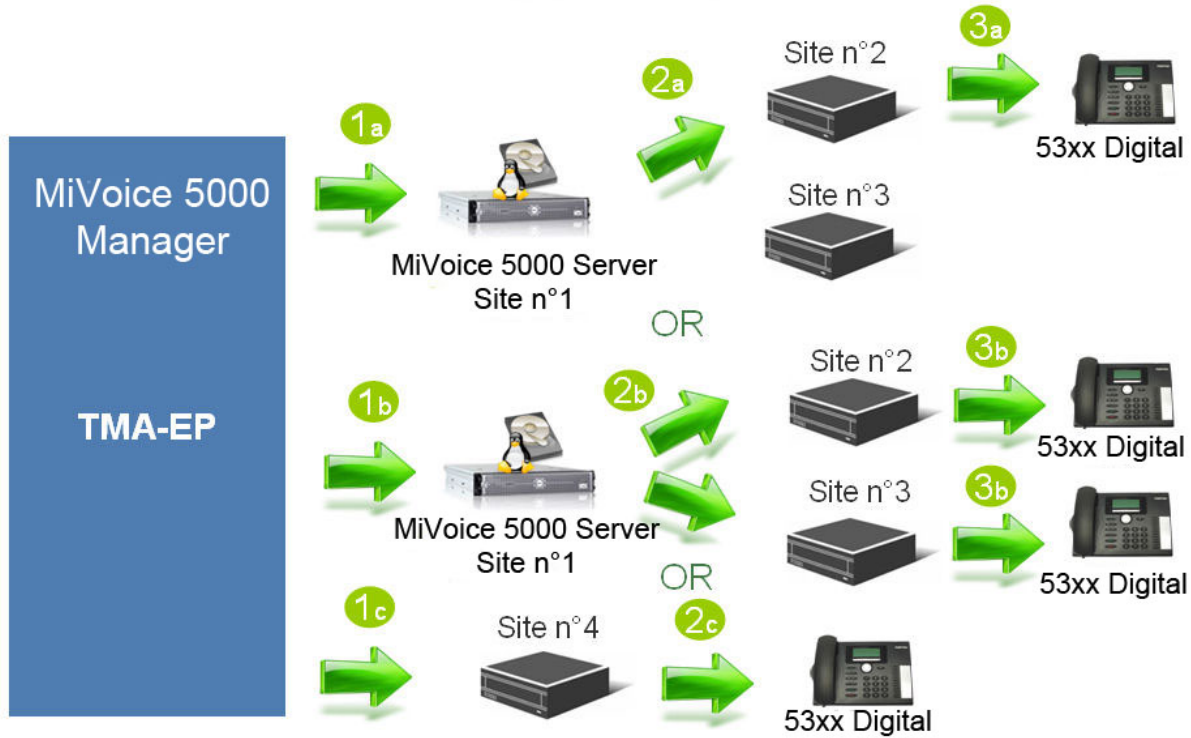 MiVoice 5000
Manager
TMA-EP
1a
MiVoice 5000 Server
Site n°1
2a
Site n°2
3a
53xx Digital
Site n°3
OR
1b
MiVoice 5000 Server
Site n°1
2b
Site n°2
3b
53xx Digital
Site n°3
3b
53xx Digital
OR
1c
Site n°4
2c
53xx Digital